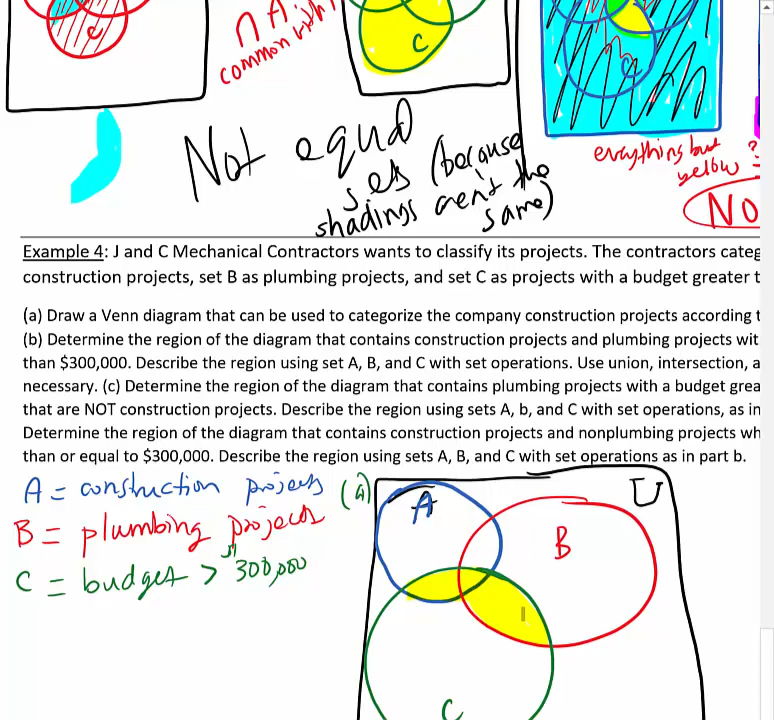 C
∩ A
common with
C
C
everything but
yellow ?
NO
Not equal
sets (because
shadings aren't the
same)
Example 4: J and C Mechanical Contractors wants to classify its projects. The contractors categ
construction projects, set B as plumbing projects, and set C as projects with a budget greater t
(a) Draw a Venn diagram that can be used to categorize the company construction projects according t
(b) Determine the region of the diagram that contains construction projects and plumbing projects wit
than $300,000. Describe the region using set A, B, and C with set operations. Use union, intersection, a
necessary. (c) Determine the region of the diagram that contains plumbing projects with a budget grea
that are NOT construction projects. Describe the region using sets A, b, and C with set operations, as in
Determine the region of the diagram that contains construction projects and nonplumbing projects wh
than or equal to $300,000. Describe the region using sets A, B, and C with set operations as in part b.
A = construction projects (a)
B = plumbing projects
C = budget > $300,000
U
A
B
C